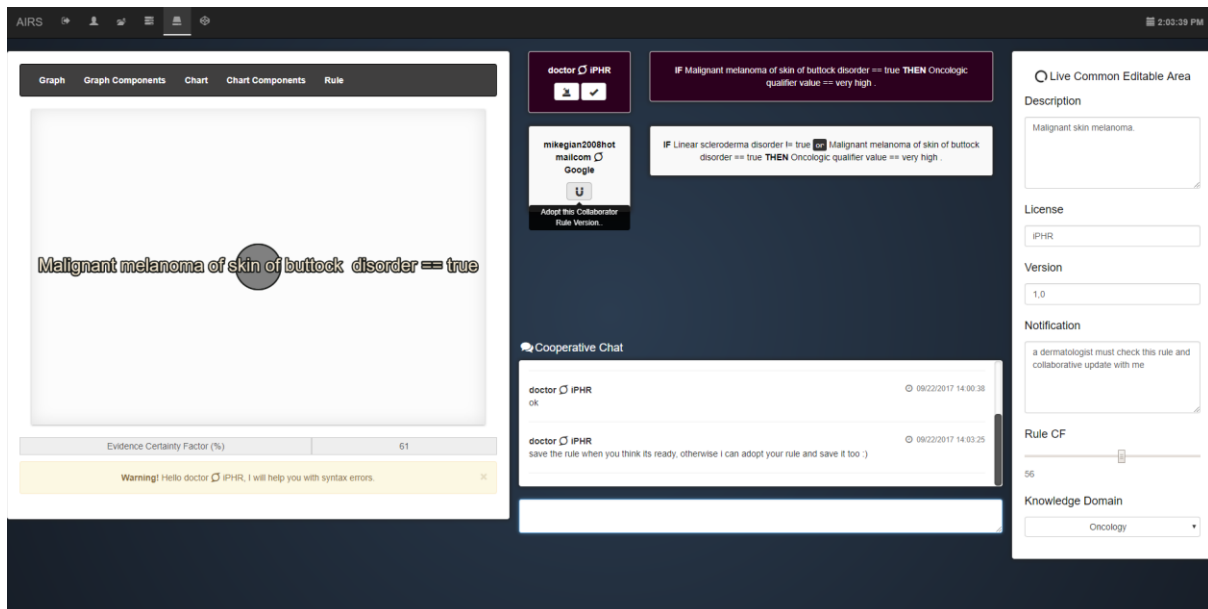 AIRS
2:03:39 PM
Graph Graph Components Chart Chart Components Rule
Malignant melanoma of skin of buttock disorder == true
Evidence Certainty Factor (%) 61
Warning! Hello doctor iPHR, I will help you with syntax errors.
×
doctor iPHR
IF Malignant melanoma of skin of buttock disorder == true THEN Oncologic
qualifier value == very high .
mikegian2008hot
mailcom
Google
Adopt this Collaborator
Rule Version..
IF Linear scleroderma disorder != true or Malignant melanoma of skin of buttock
disorder == true THEN Oncologic qualifier value == very high .
Cooperative Chat
doctor iPHR 09/22/2017 14:00:38
ok
doctor iPHR 09/22/2017 14:03:25
save the rule when you think its ready, otherwise i can adopt your rule and save it too :)
Live Common Editable Area
Description
Malignant skin melanoma.
License
iPHR
Version
1,0
Notification
a dermatologist must check this rule and
collaborative update with me
Rule CF
56
Knowledge Domain
Oncology